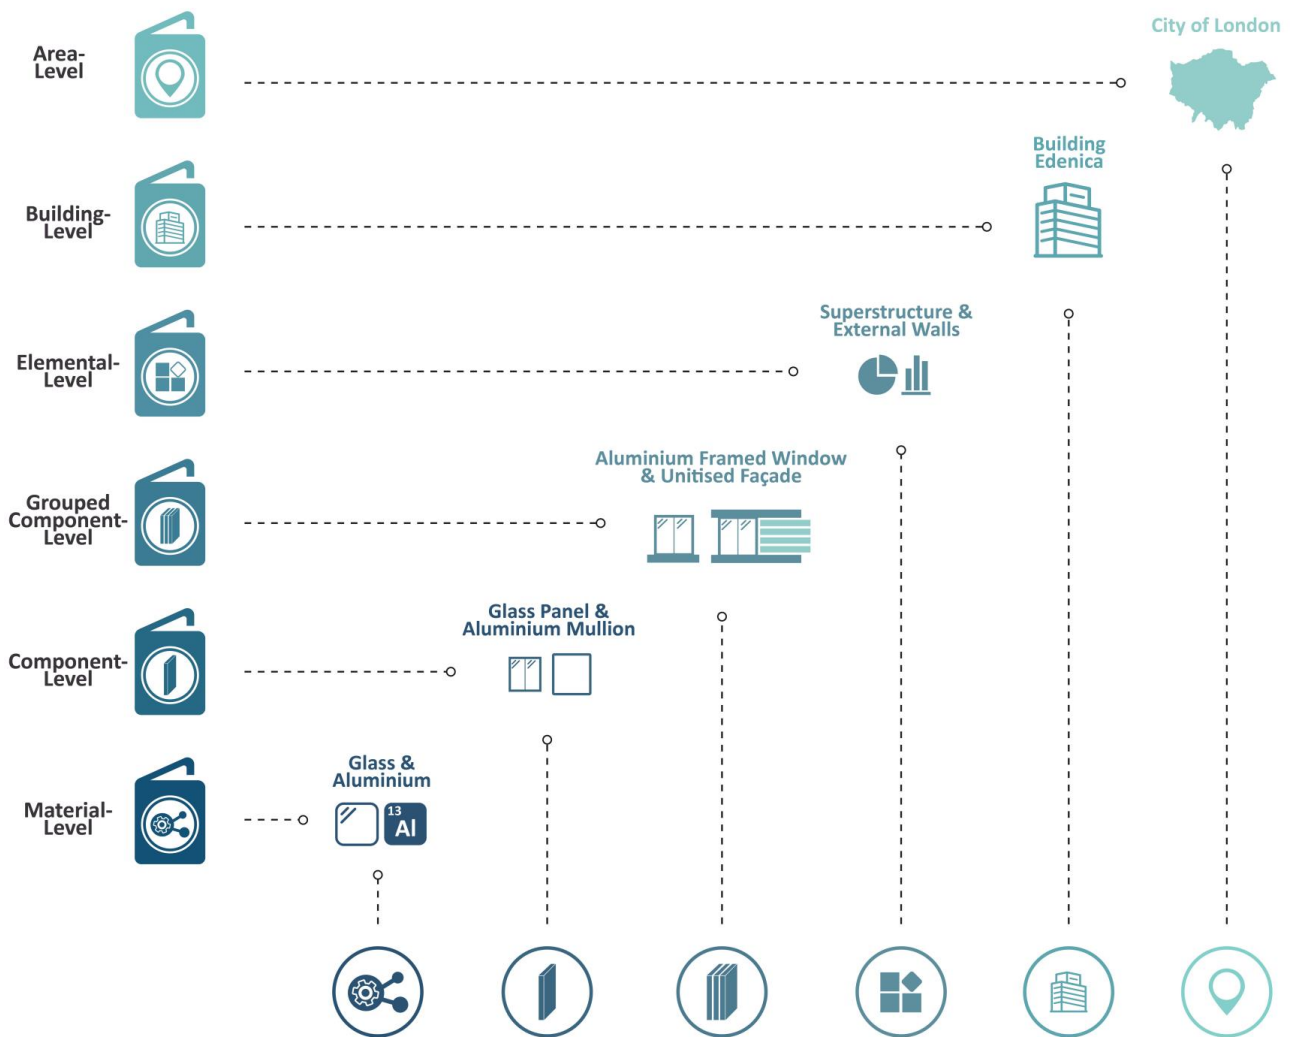 Area-
Level
City of London
Building-
Level
Building
Edenica
Elemental-
Level
Superstructure &
External Walls
Grouped
Component-
Level
Aluminium Framed Window
& Unitised Façade
Component-
Level
Glass Panel &
Aluminium Mullion
Material-
Level
Glass &
Aluminium
13
Al